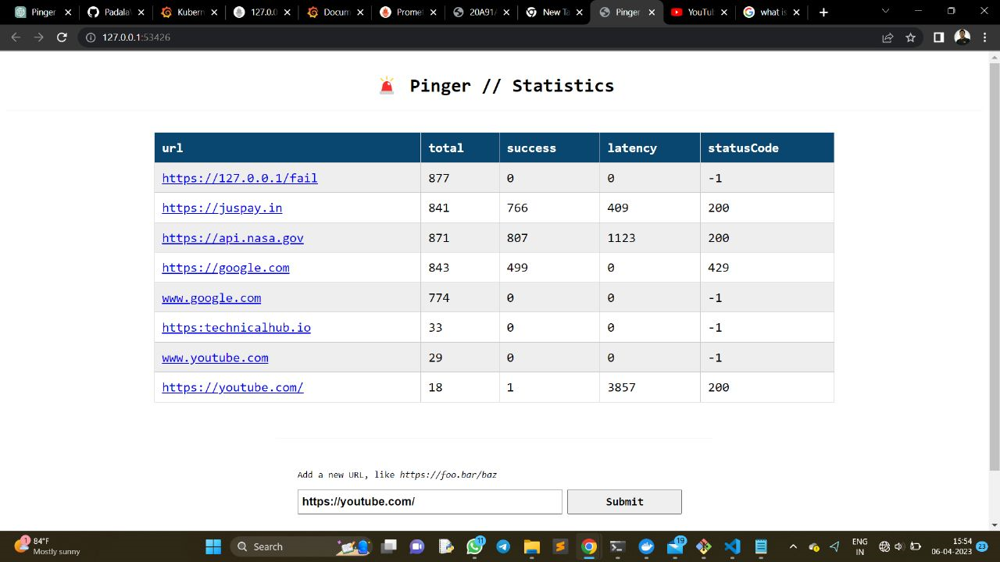 Pinger
Padala
Kubern
127.0.0
Docum
Promet
20A91A
New Ta
Pinger
YouTub
what is
127.0.0.1:53426
Pinger // Statistics
url total success latency statusCode
https://127.0.0.1/fail 877 0 0 -1
https://juspay.in 841 766 409 200
https://api.nasa.gov 871 807 1123 200
https://google.com 843 499 0 429
www.google.com 774 0 0 -1
https:technicalhub.io 33 0 0 -1
www.youtube.com 29 0 0 -1
https://youtube.com/ 18 1 3857 200
Add a new URL, like https://foo.bar/baz
https://youtube.com/ Submit
1 84°F
Mostly sunny
Search
11
19
ENG
IN
15:54
06-04-2023
23